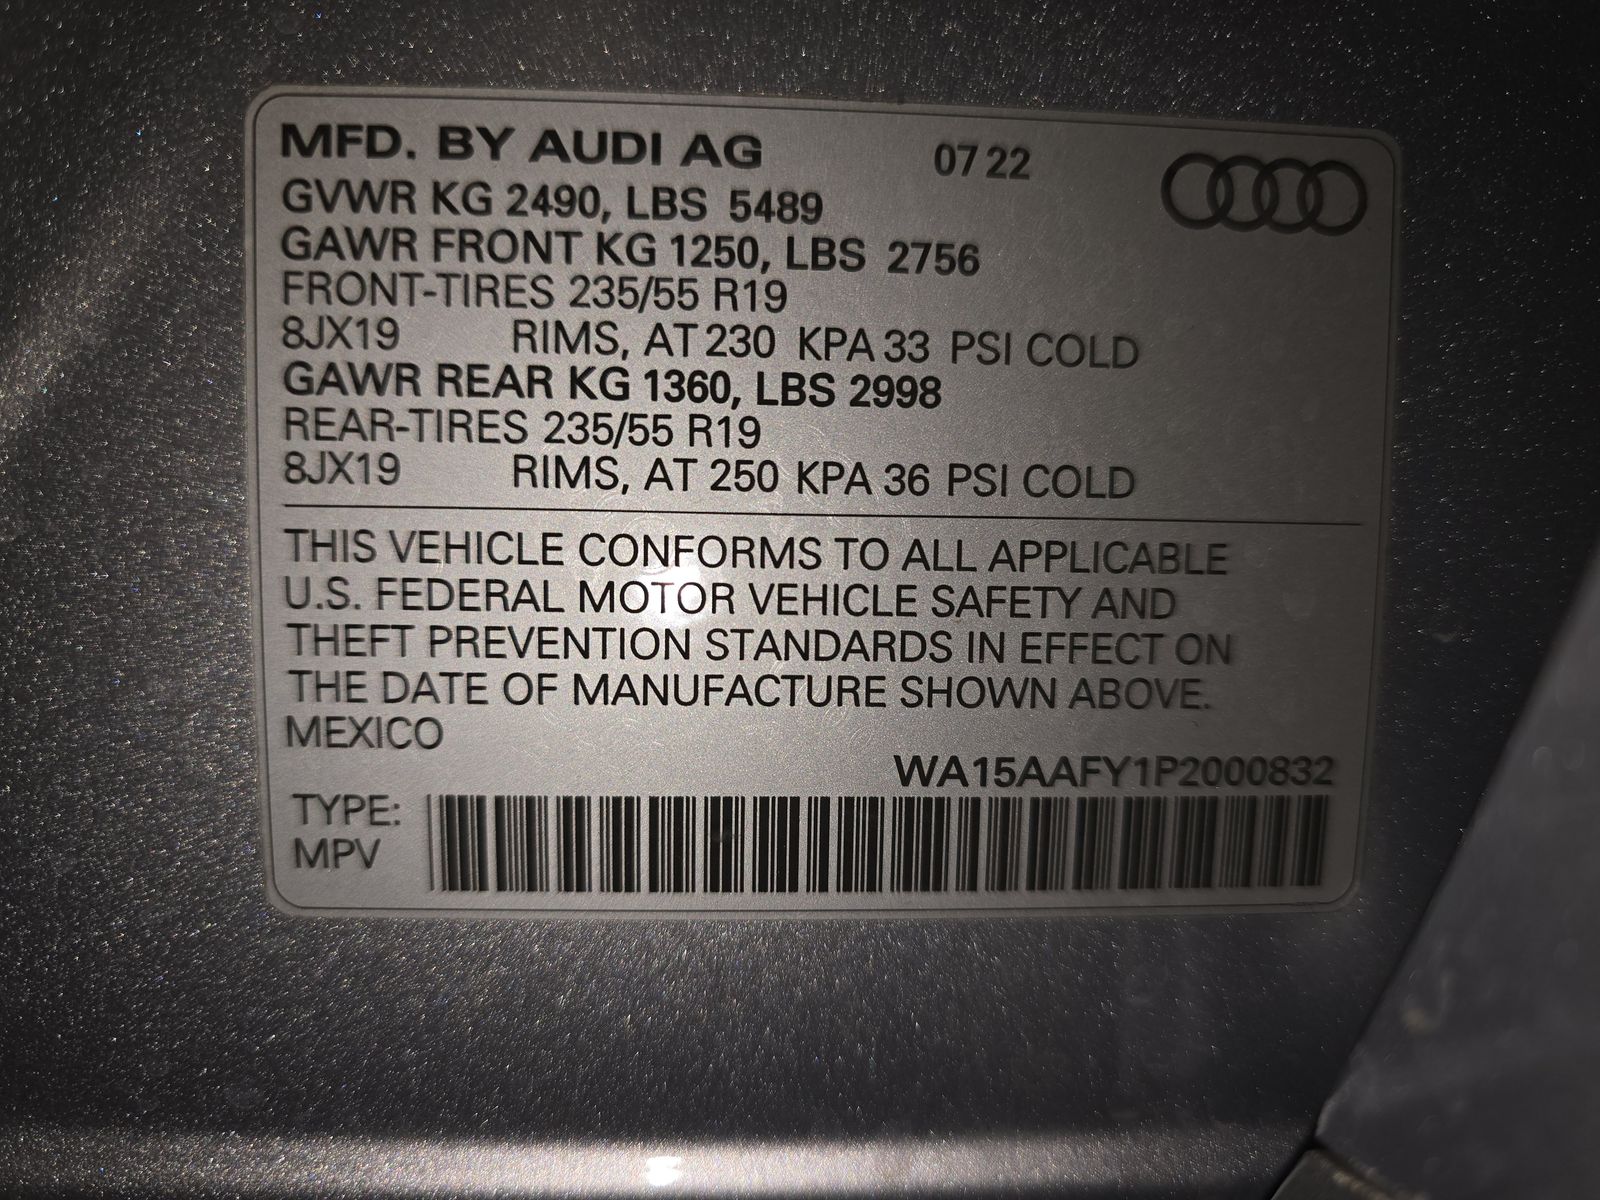 MFD. BY AUDI AG 07 22
GVWR KG 2490, LBS 5489
GAWR FRONT KG 1250, LBS 2756
FRONT-TIRES 235/55 R19
8JX19 RIMS, AT 230 KPA 33 PSI COLD
GAWR REAR KG 1360, LBS 2998
REAR-TIRES 235/55 R19
8JX19 RIMS, AT 250 KPA 36 PSI COLD
THIS VEHICLE CONFORMS TO ALL APPLICABLE
U.S. FEDERAL MOTOR VEHICLE SAFETY AND
THEFT PREVENTION STANDARDS IN EFFECT ON
THE DATE OF MANUFACTURE SHOWN ABOVE.
MEXICO
WA15AAFY1P2000832
TYPE:
MPV